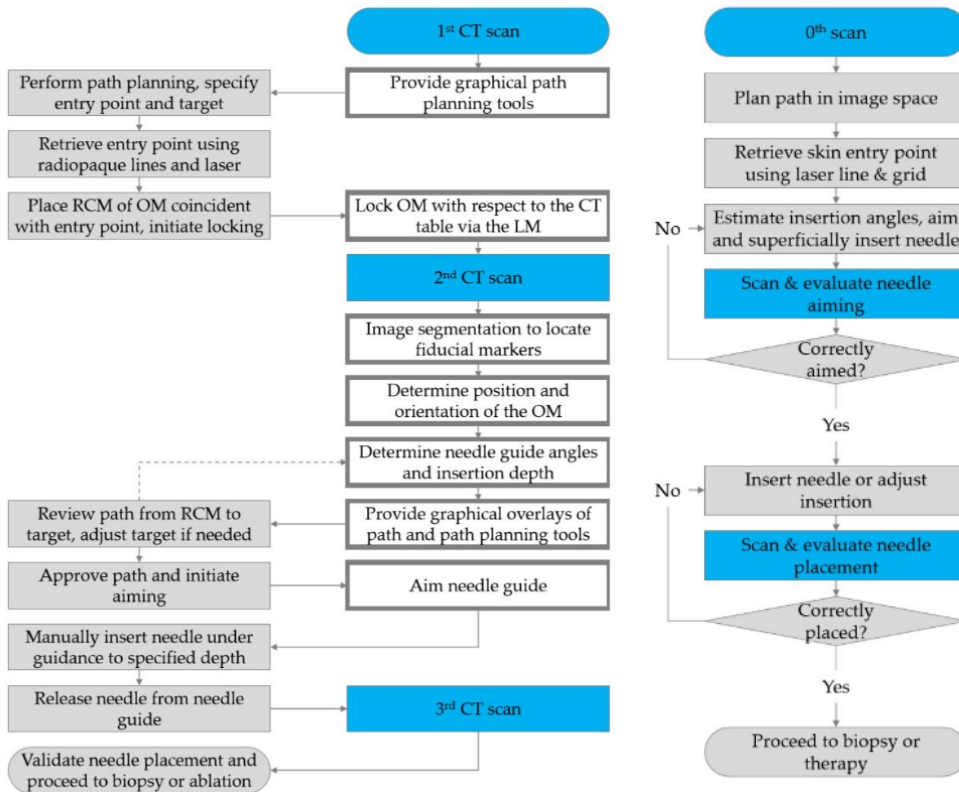 1st CT scan
Provide graphical path
planning tools
Perform path planning, specify
entry point and target
Retrieve entry point using
radiopaque lines and laser
Place RCM of OM coincident
with entry point, initiate locking
Lock OM with respect to the CT
table via the LM
2nd CT scan
Image segmentation to locate
fiducial markers
Determine position and
orientation of the OM
Determine needle guide angles
and insertion depth
Provide graphical overlays of
path and path planning tools
Review path from RCM to
target, adjust target if needed
Approve path and initiate
aiming
Aim needle guide
Manually insert needle under
guidance to specified depth
Release needle from needle
guide
3rd CT scan
Validate needle placement and
proceed to biopsy or ablation
0th scan
Plan path in image space
Retrieve skin entry point
using laser line & grid
Estimate insertion angles, aim
and superficially insert needle
No
Scan & evaluate needle
aiming
Correctly
aimed?
Yes
Insert needle or adjust
insertion
No
Scan & evaluate needle
placement
Correctly
placed?
Yes
Proceed to biopsy or
therapy